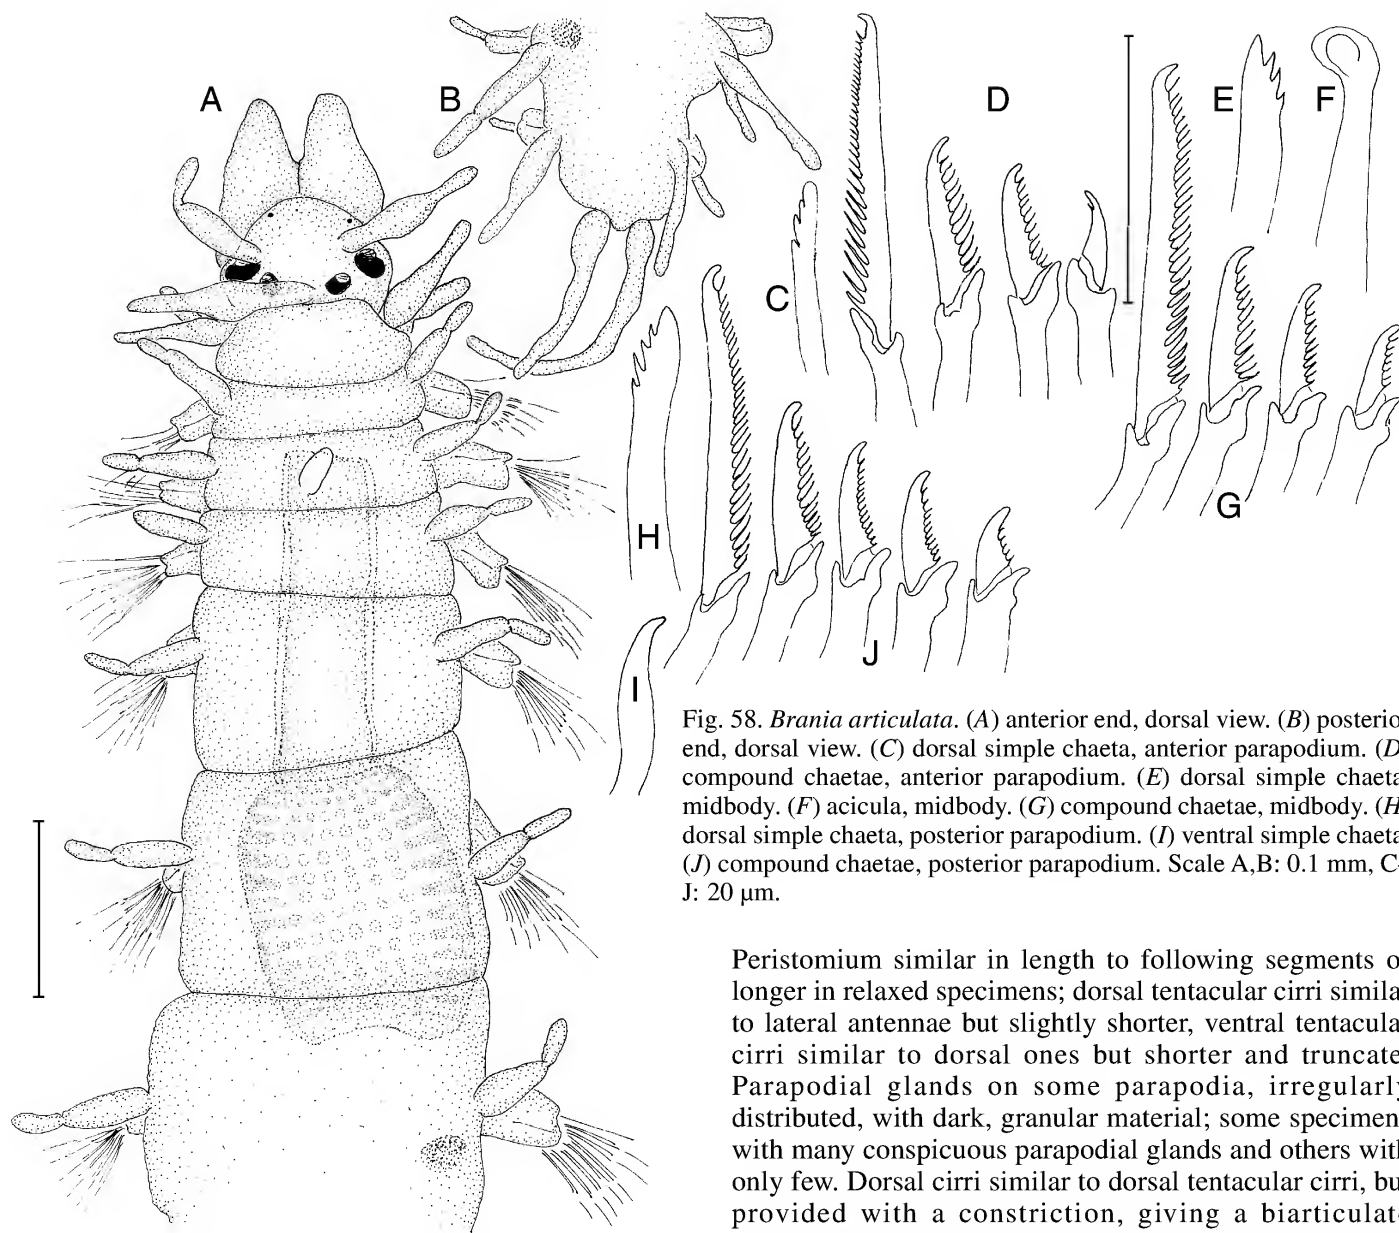 A
B
C
D
E
F
G
H
I
J
Fig. 58. Brania articulata. (A) anterior end, dorsal view. (B) posterio
end, dorsal view. (C) dorsal simple chaeta, anterior parapodium. (D
compound chaetae, anterior parapodium. (E) dorsal simple chaeta
midbody. (F) acicula, midbody. (G) compound chaetae, midbody. (H
dorsal simple chaeta, posterior parapodium. (I) ventral simple chaeta
(J) compound chaetae, posterior parapodium. Scale A,B: 0.1 mm, C-
J: 20 µm.
Peristomium similar in length to following segments o
longer in relaxed specimens; dorsal tentacular cirri simila
to lateral antennae but slightly shorter, ventral tentacula
cirri similar to dorsal ones but shorter and truncate
Parapodial glands on some parapodia, irregularly
distributed, with dark, granular material; some specimen
with many conspicuous parapodial glands and others with
only few. Dorsal cirri similar to dorsal tentacular cirri, bu
provided with a constriction, giving a biarticulat